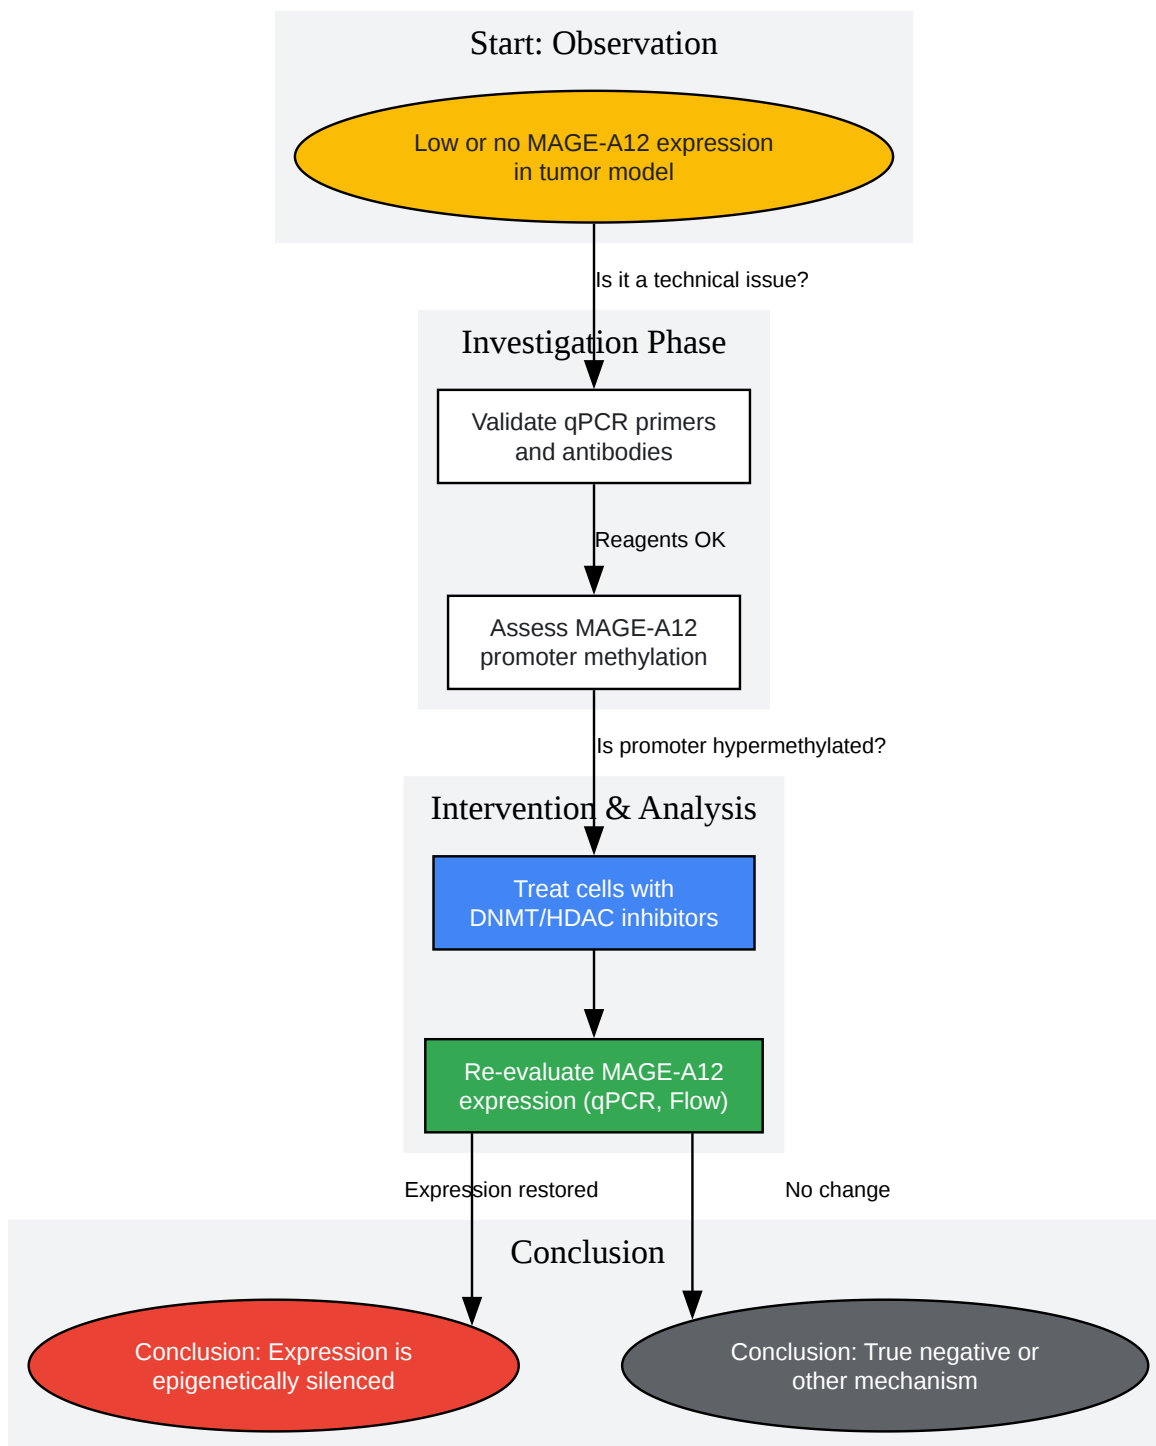 Start: Observation
Low or no MAGE-A12 expression
in tumor model
Is it a technical issue?
Investigation Phase
Validate qPCR primers
and antibodies
Reagents OK
Assess MAGE-A12
promoter methylation
Is promoter hypermethylated?
Intervention & Analysis
Treat cells with
DNMT/HDAC inhibitors
Re-evaluate MAGE-A12
expression (qPCR, Flow)
Expression restored
No change
Conclusion
Conclusion: Expression is
epigenetically silenced
Conclusion: True negative or
other mechanism